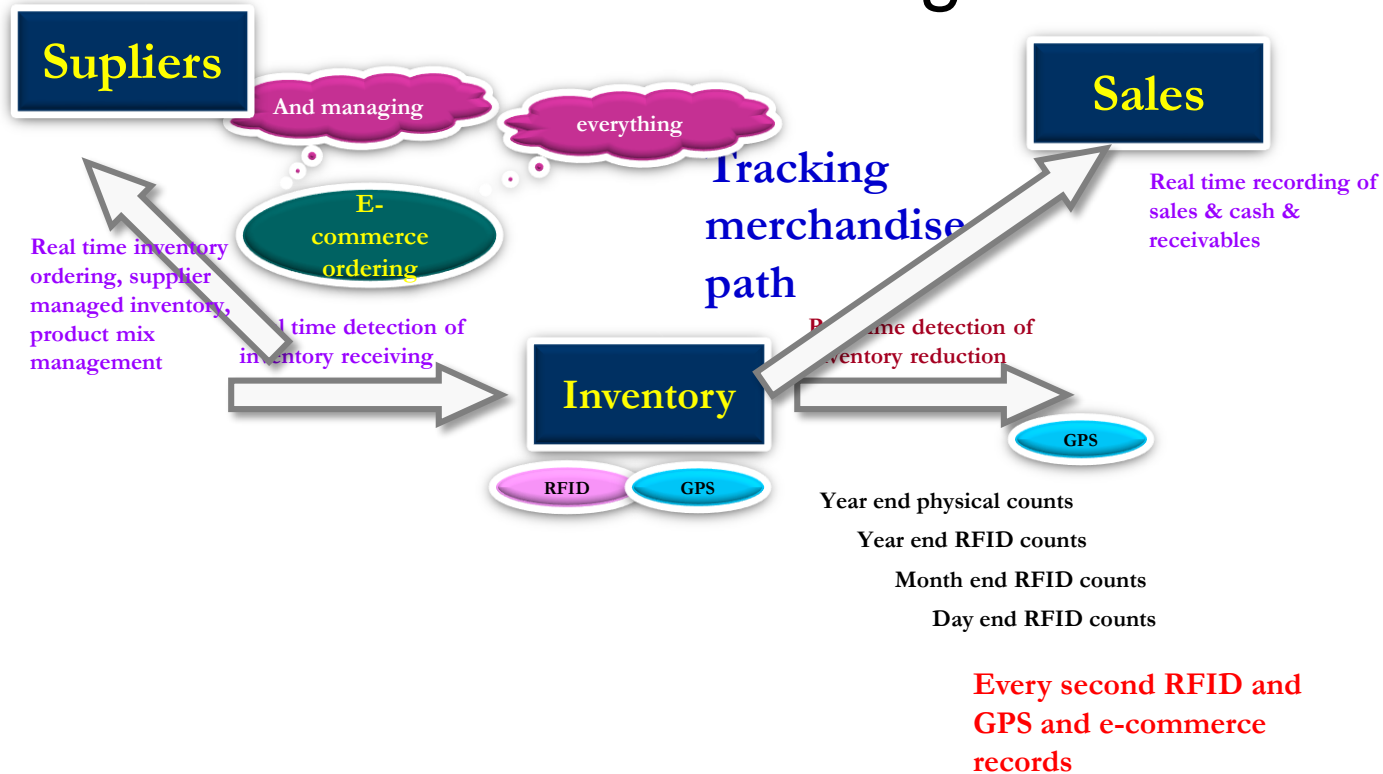 Supliers
And managing
everything
Sales
E-
commerce
ordering
Tracking
merchandise
path
Real time recording of
sales & cash &
receivables
Real time inventory
ordering, supplier
managed inventory,
product mix
management
time detection of
inventory receiving
time detection of
inventory reduction
Inventory
RFID
GPS
GPS
Year end physical counts
Year end RFID counts
Month end RFID counts
Day end RFID counts
Every second RFID and
GPS and e-commerce
records